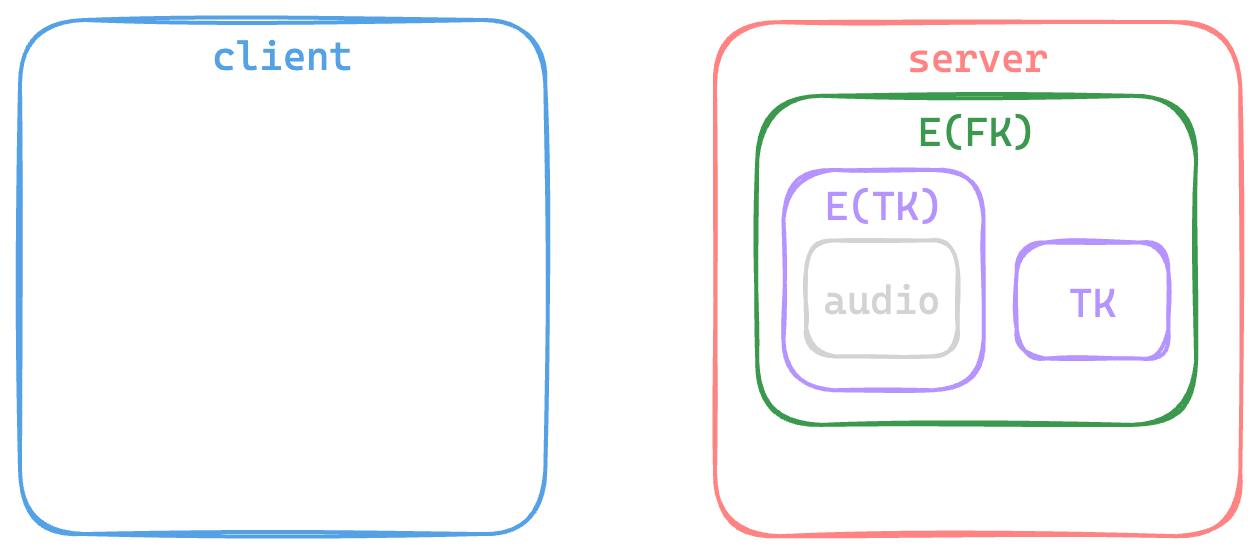 client
server
E(FK)
E(TK)
audio
TK